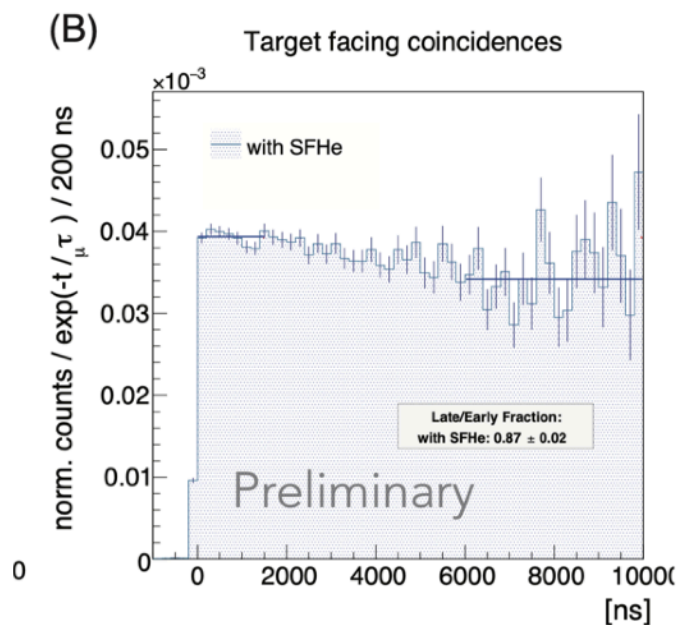 (B)
Target facing coincidences
×10⁻³
norm. counts / exp(-t / τμ) / 200 ns
with SFHe
0.05
0.04
0.03
0.02
0.01
0
0
Late/Early Fraction:
with SFHe: 0.87 ± 0.02
Preliminary
0 2000 4000 6000 8000 1000
[ns]